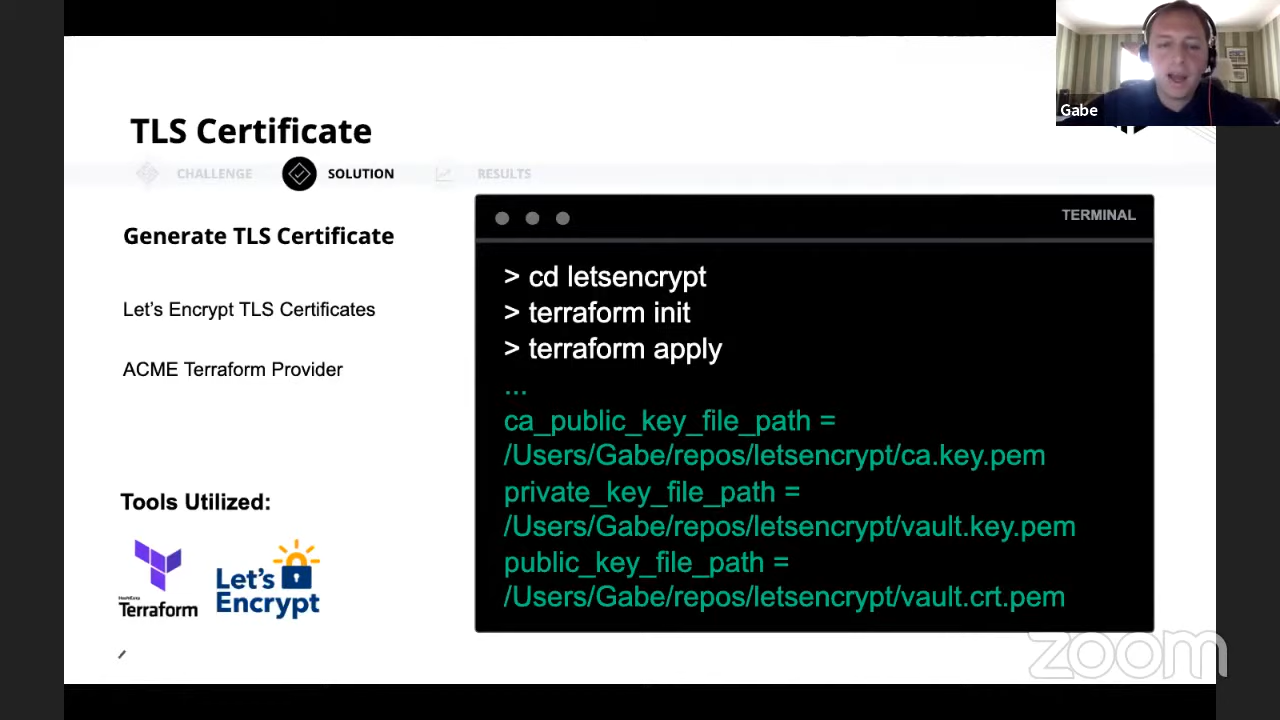 Gabe
TLS Certificate
CHALLENGE
SOLUTION
RESULTS
Generate TLS Certificate
Let’s Encrypt TLS Certificates
ACME Terraform Provider
Tools Utilized:
HashiCorp
Terraform
Let's
Encrypt
TERMINAL
> cd letsencrypt
> terraform init
> terraform apply
...
ca_public_key_file_path =
/Users/Gabe/repos/letsencrypt/ca.key.pem
private_key_file_path =
/Users/Gabe/repos/letsencrypt/vault.key.pem
public_key_file_path =
/Users/Gabe/repos/letsencrypt/vault.crt.pem
zoom